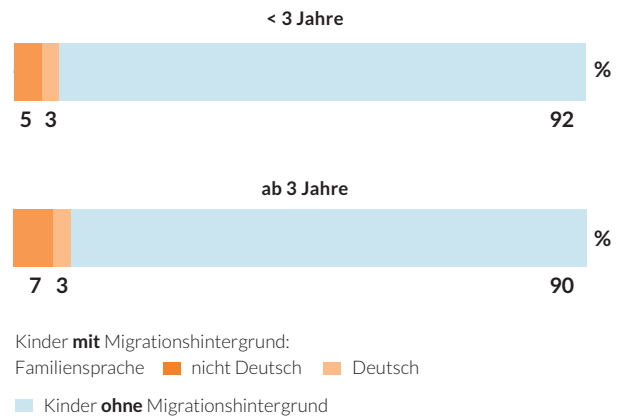 < 3 Jahre
%
5 3 92
ab 3 Jahre
%
7 3 90
Kinder mit Migrationshintergrund:
Familiensprache nicht Deutsch Deutsch
Kinder ohne Migrationshintergrund